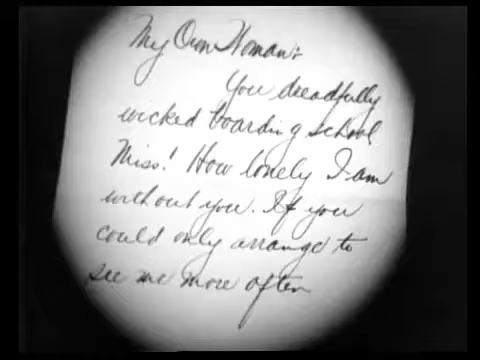 My Own Woman:
You dreadfully
wicked boarding school
Miss! How lonely I am
without you. If you
could only arrange to
see me more often